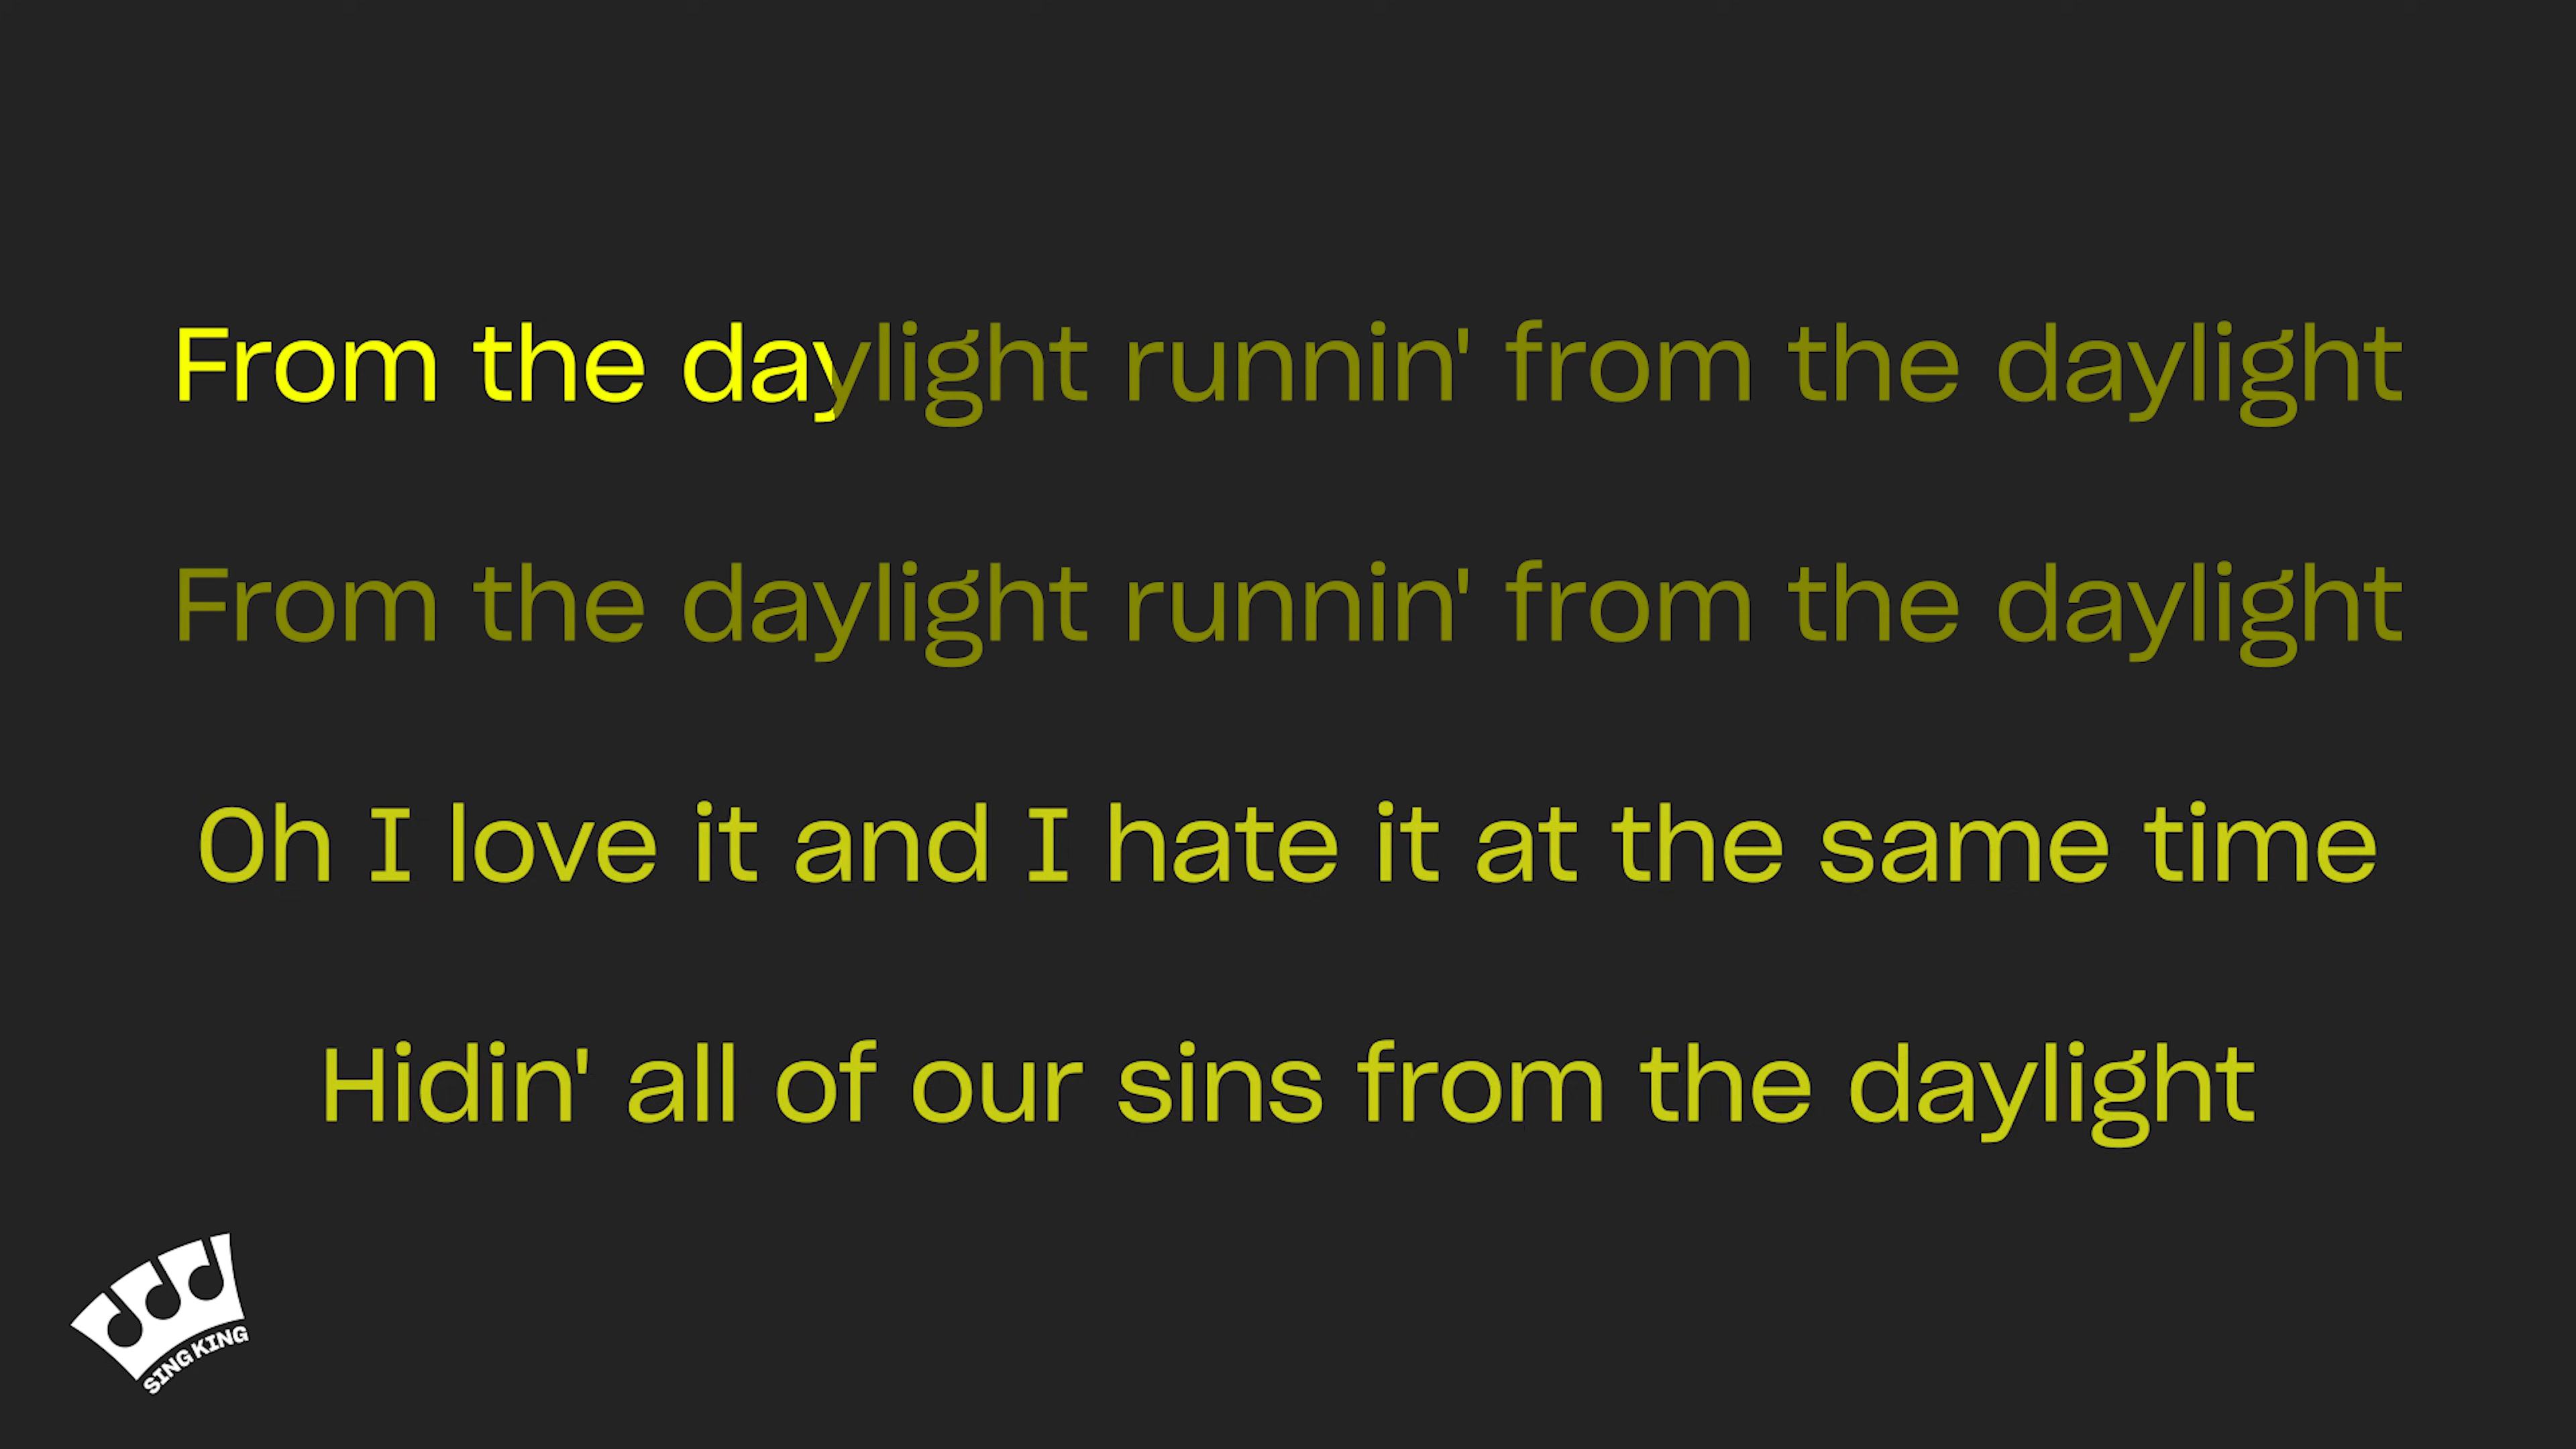 From the daylight runnin' from the daylight
From the daylight runnin' from the daylight
Oh I love it and I hate it at the same time
Hidin' all of our sins from the daylight
SING KING